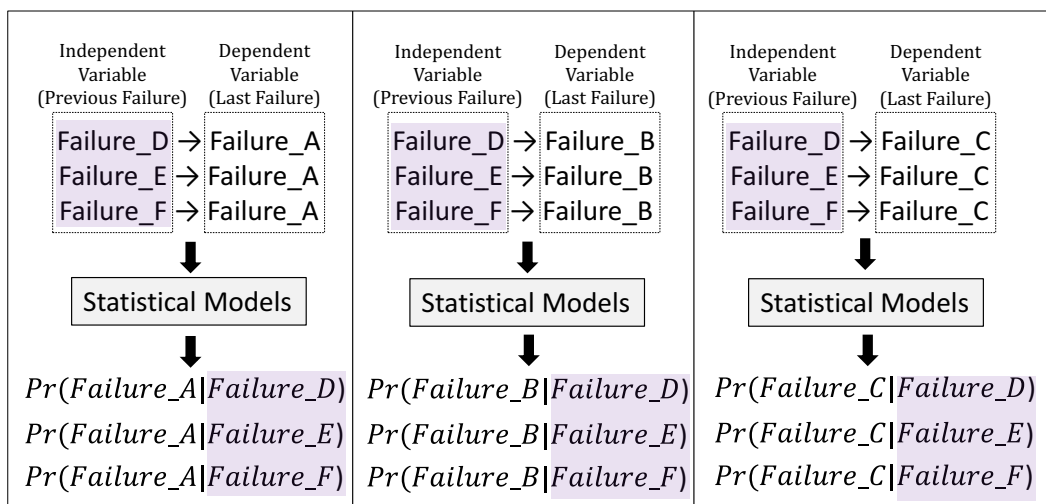 Independent Variable (Previous Failure)
Dependent Variable (Last Failure)
Failure_D → Failure_A
Failure_E → Failure_A
Failure_F → Failure_A
Statistical Models
Pr(Failure_A|Failure_D)
Pr(Failure_A|Failure_E)
Pr(Failure_A|Failure_F)
Independent Variable (Previous Failure)
Dependent Variable (Last Failure)
Failure_D → Failure_B
Failure_E → Failure_B
Failure_F → Failure_B
Statistical Models
Pr(Failure_B|Failure_D)
Pr(Failure_B|Failure_E)
Pr(Failure_B|Failure_F)
Independent Variable (Previous Failure)
Dependent Variable (Last Failure)
Failure_D → Failure_C
Failure_E → Failure_C
Failure_F → Failure_C
Statistical Models
Pr(Failure_C|Failure_D)
Pr(Failure_C|Failure_E)
Pr(Failure_C|Failure_F)